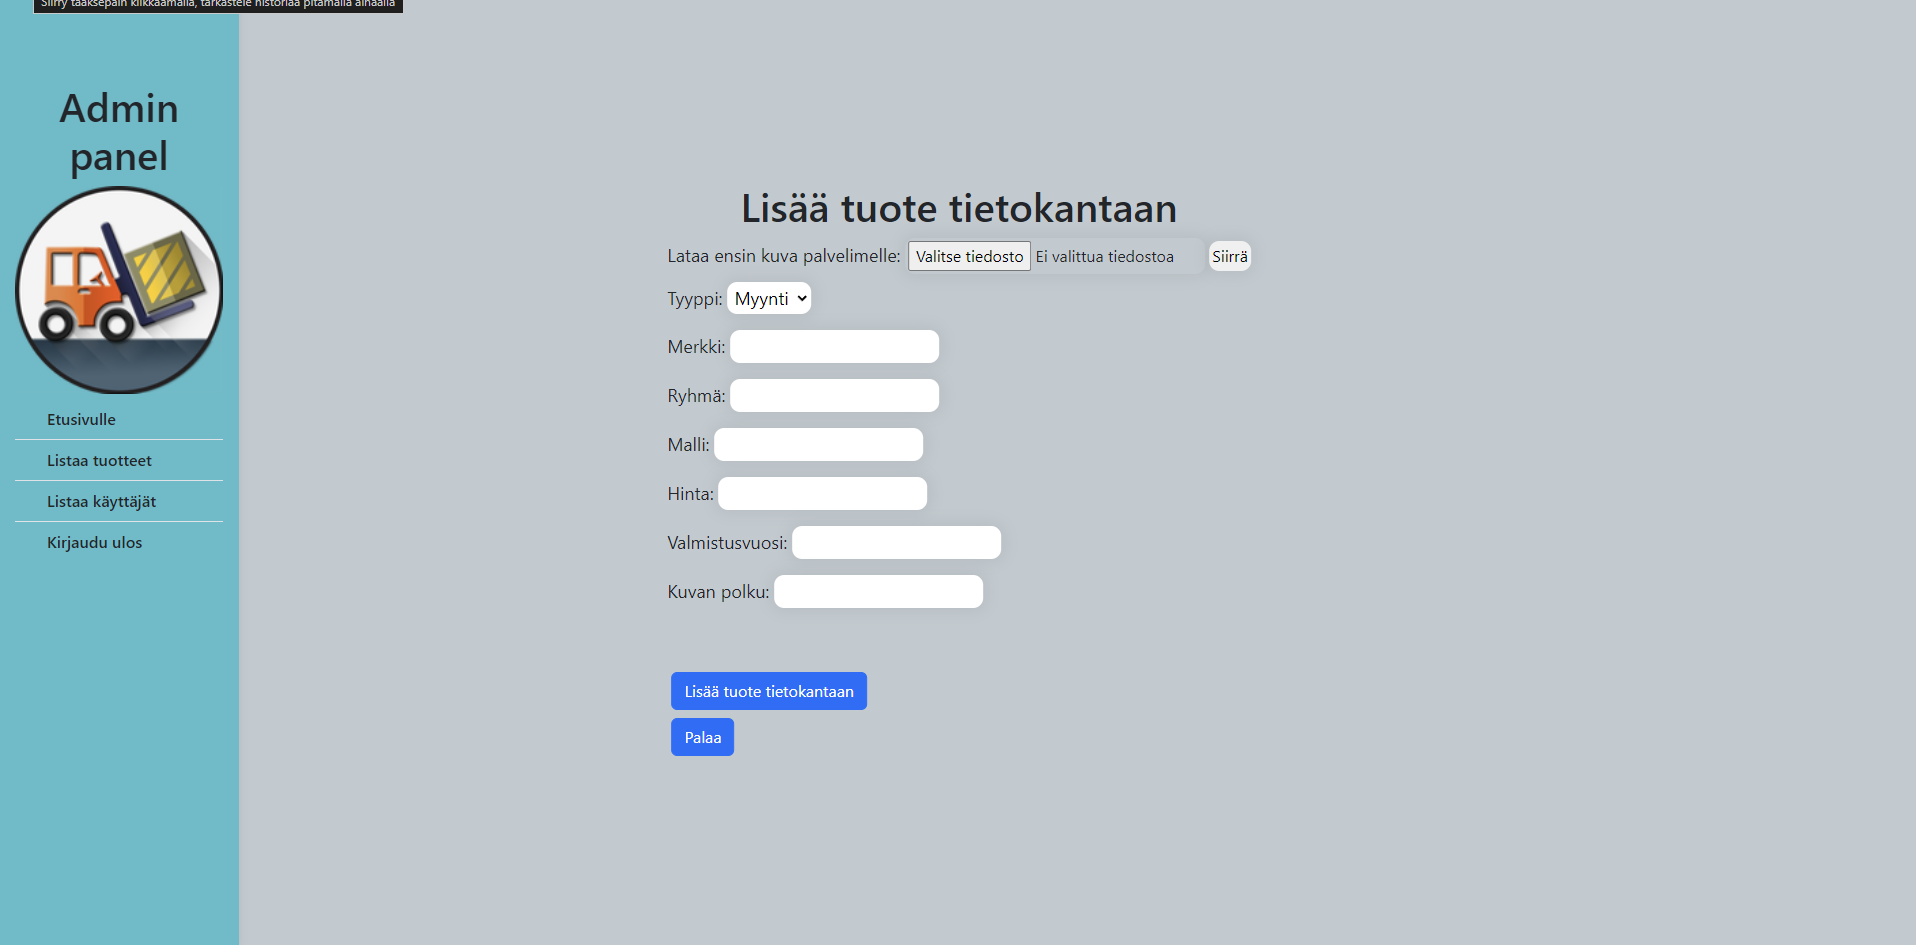 Siirry taaksepäin klikkaamalla, tarkastele historiaa pitämällä alhaalla
Admin
panel
Etusivulle
Listaa tuotteet
Listaa käyttäjät
Kirjaudu ulos
Lisää tuote tietokantaan
Lataa ensin kuva palvelimelle: Valitse tiedosto Ei valittua tiedostoa Siirrä
Tyyppi: Myynti
Merkki:
Ryhmä:
Malli:
Hinta:
Valmistusvuosi:
Kuvan polku:
Lisää tuote tietokantaan
Palaa